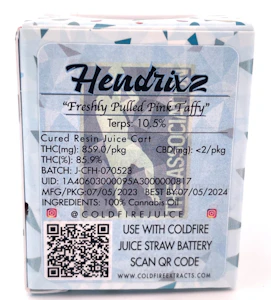 Hendrixz
"Freshly Pulled Pink Taffy"
Terps: 10.5%
Cured Resin Juice Cart
THC(mg): 859.0/pkg CBD(mg): <2/pkg
THC(%): 85.9%
BATCH: J-CFH-070523
UID: 1A40603000095A3000000817
MFG/PKG:07/05/2023 BEST BY:07/05/2024
INGREDIENTS: 100% Cannabis Oil
@COLDFIREJUICE
USE WITH COLDFIRE
JUICE STRAW BATTERY
SCAN QR CODE
WWW.COLDFIREEXTRACTS.COM